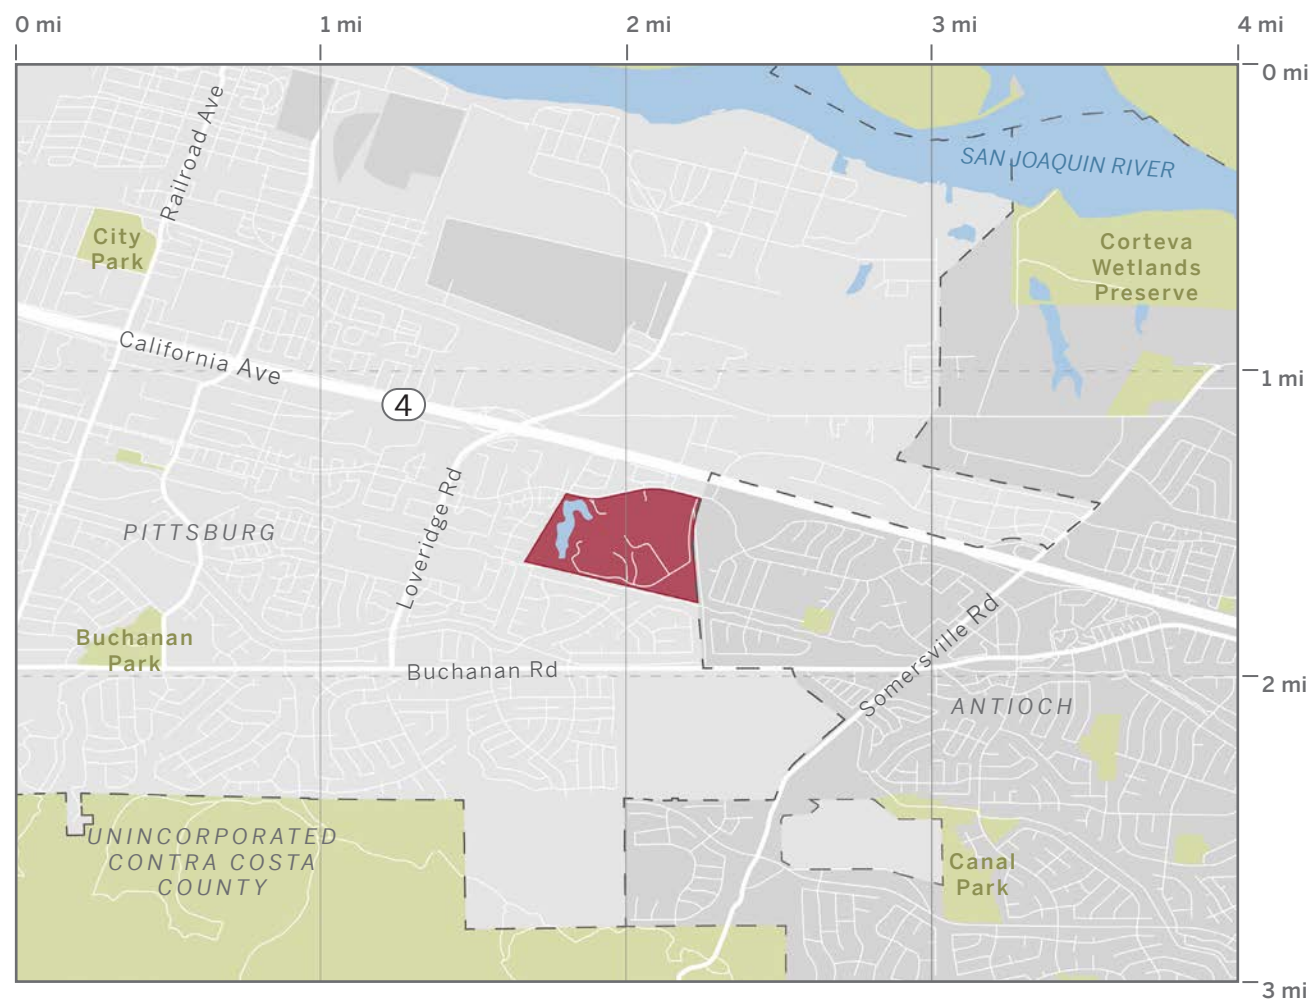 0 mi
1 mi
2 mi
3 mi
4 mi
0 mi
Railroad Ave
SAN JOAQUIN RIVER
City
Park
Corteva
Wetlands
Preserve
California Ave
1 mi
4
Loveridge Rd
PITTSBURG
Somersville Rd
Buchanan
Park
Buchanan Rd
2 mi
ANTIOCH
UNINCORPORATED
CONTRA COSTA
COUNTY
Canal
Park
3 mi